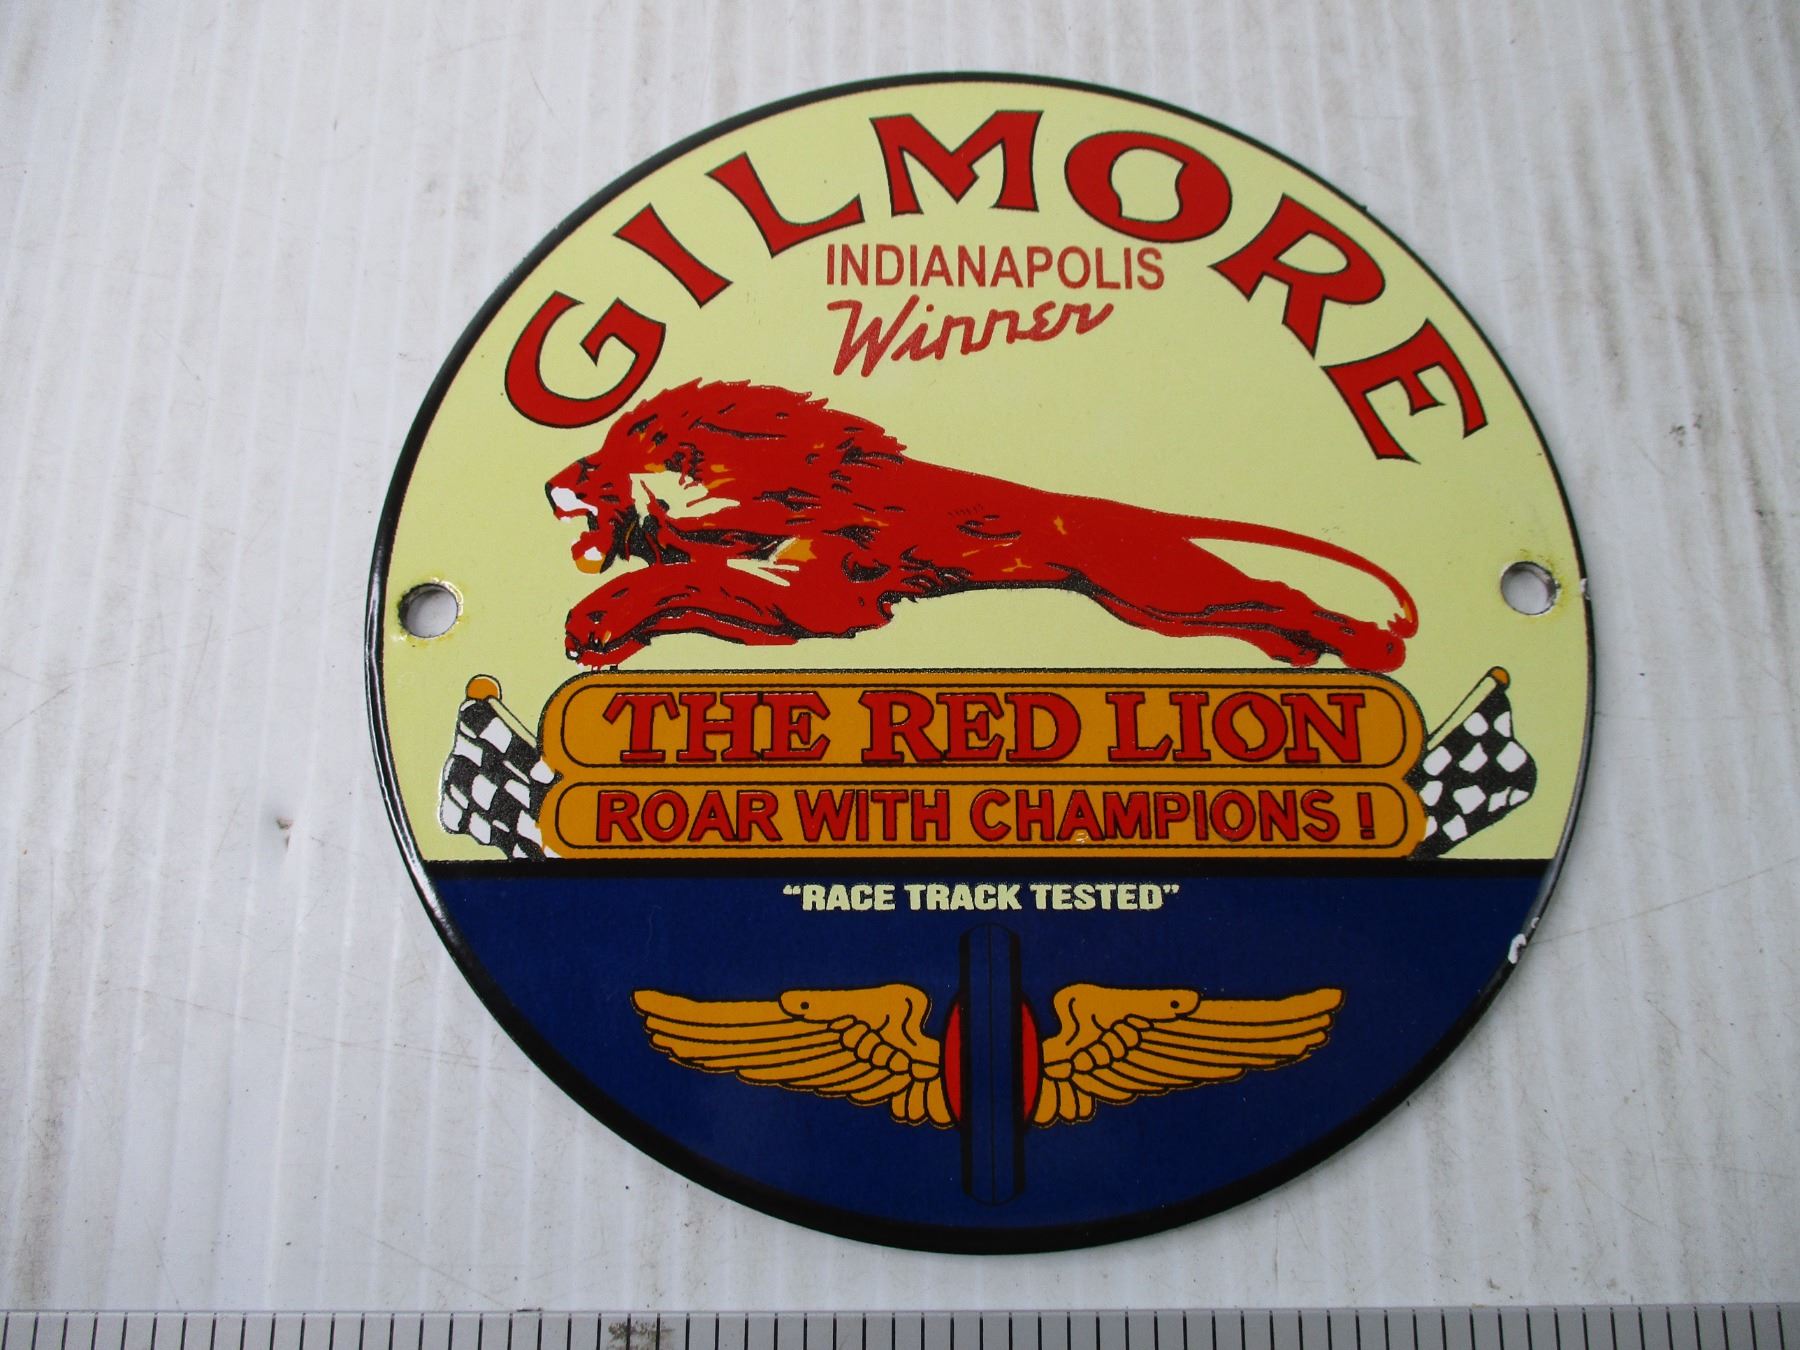 GILMORE
INDIANAPOLIS
Winner
THE RED LION
ROAR WITH CHAMPIONS!
“RACE TRACK TESTED”